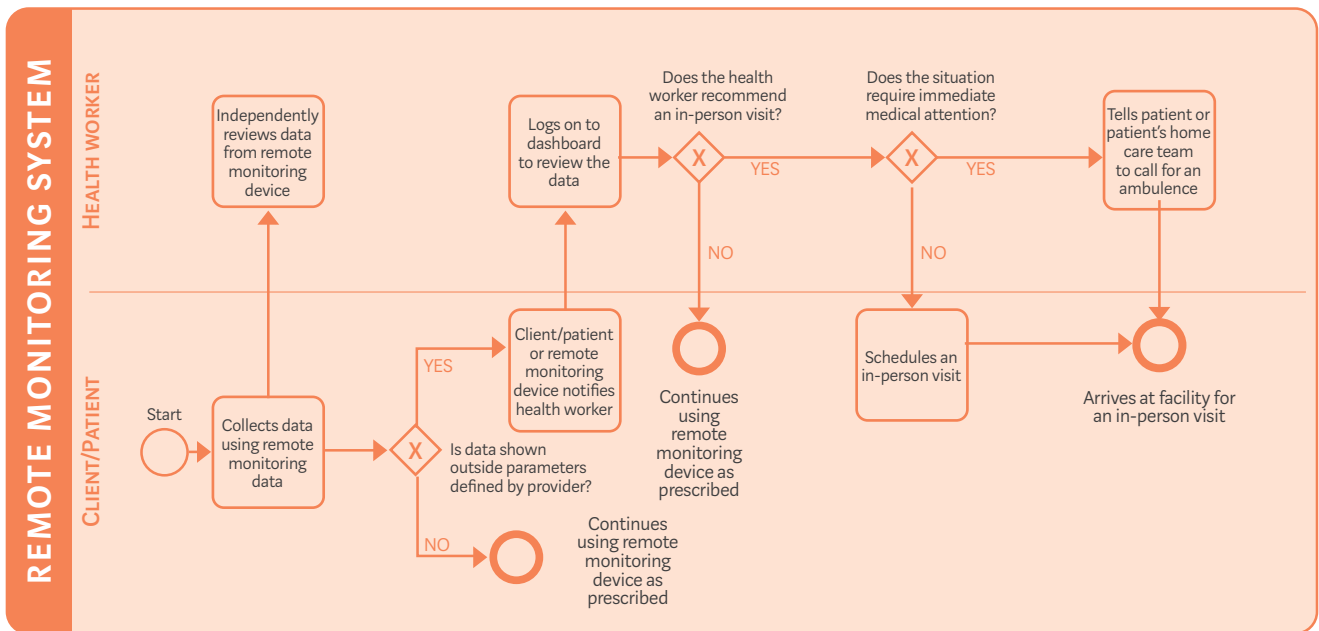 REMOTE MONITORING SYSTEM
HEALTH WORKER
Independently
reviews data
from remote
monitoring
device
Logs on to
dashboard
to review the
data
Does the health
worker recommend
an in-person visit?
X
YES
NO
Does the situation
require immediate
medical attention?
X
YES
NO
Tells patient or
patient's home
care team
to call for an
ambulence
CLIENT/PATIENT
Start
Collects data
using remote
monitoring
data
X
YES
NO
Is data shown
outside parameters
defined by provider?
Client/patient
or remote
monitoring
device notifies
health worker
Continues
using remote
monitoring
device as
prescribed
Continues
using
remote
monitoring
device as
prescribed
Schedules an
in-person visit
Arrives at facility for
an in-person visit